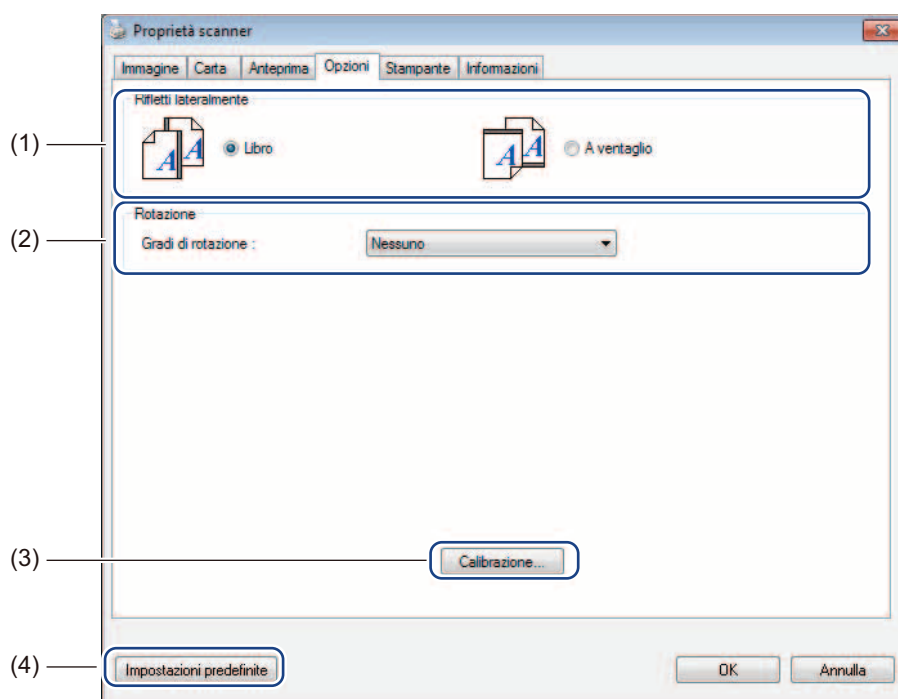 Proprietà scanner
Immagine Carta Anteprima Opzioni Stampante Informazioni
Rifletti lateralmente
(1)
A A Libro A A A ventaglio
Rotazione
(2) Gradi di rotazione : Nessuno
(3) Calibrazione...
(4) Impostazioni predefinite OK Annulla